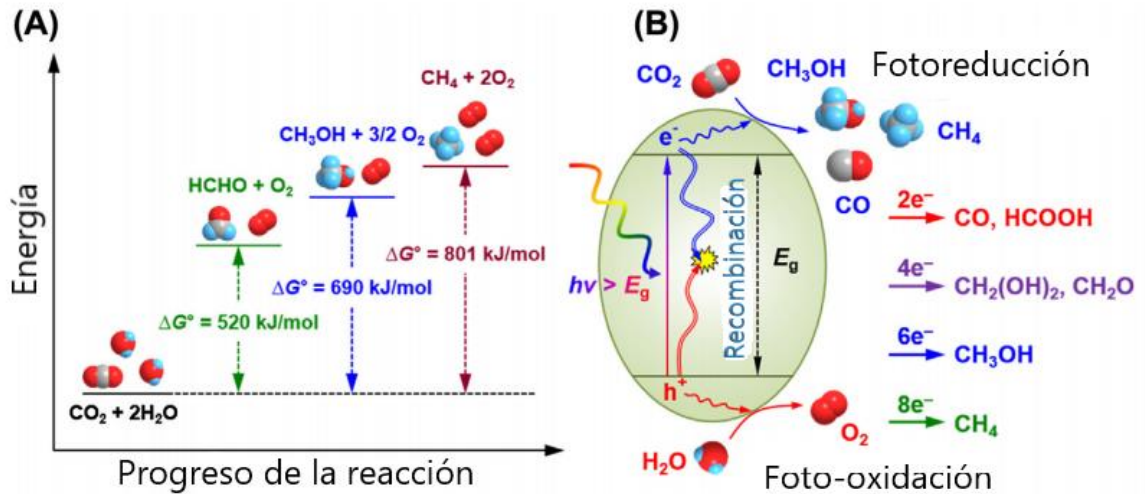 (A)
Energía
CH₄ + 2O₂
CH₃OH + 3/2 O₂
HCHO + O₂
ΔG° = 801 kJ/mol
ΔG° = 690 kJ/mol
ΔG° = 520 kJ/mol
CO₂ + 2H₂O
Progreso de la reacción
(B)
CO₂
CH₃OH
Fotoreducción
e⁻
CH₄
CO
hν > Eg
Recombinación
Eg
2e⁻
CO, HCOOH
4e⁻
CH₂(OH)₂, CH₂O
6e⁻
CH₃OH
8e⁻
CH₄
h⁺
H₂O
O₂
Foto-oxidación